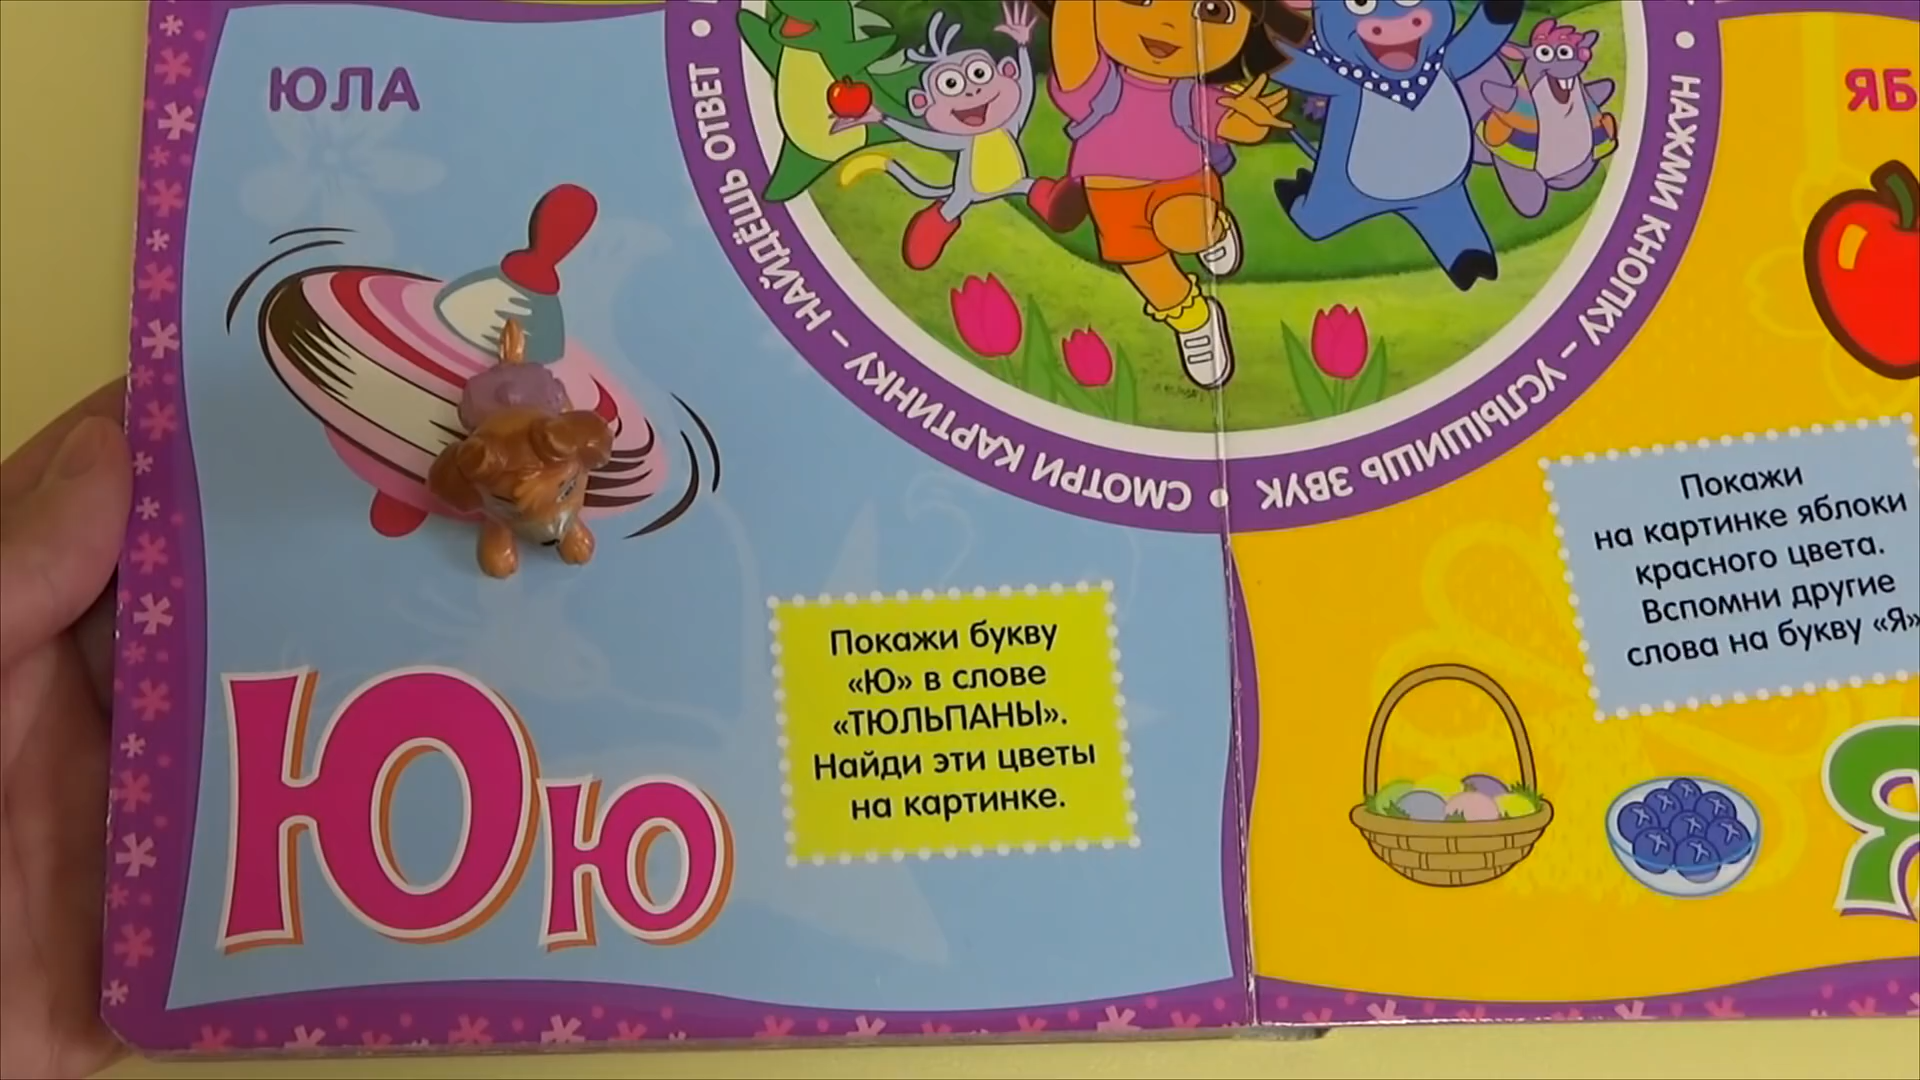 ЮЛА
СМОТРИ КАРТИНКУ – НАЙДЁШЬ ОТВЕТ •
НАЖМИ КНОПКУ – УСЛЫШИШЬ ЗВУК •
Покажи букву
«Ю» в слове
«ТЮЛЬПАНЫ».
Найди эти цветы
на картинке.
Юю
ЯБ
Покажи
на картинке яблоки
красного цвета.
Вспомни другие
слова на букву «Я»
Я